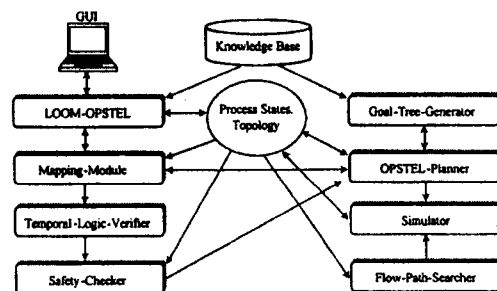 GUI
Knowledge Base
LOOM-OPSTEL
Process States,
Topology
Goal-Tree-Generator
Mapping-Module
OPSTEL-Planner
Temporal-Logic-Verifier
Simulator
Safety-Checker
Flow-Path-Searcher